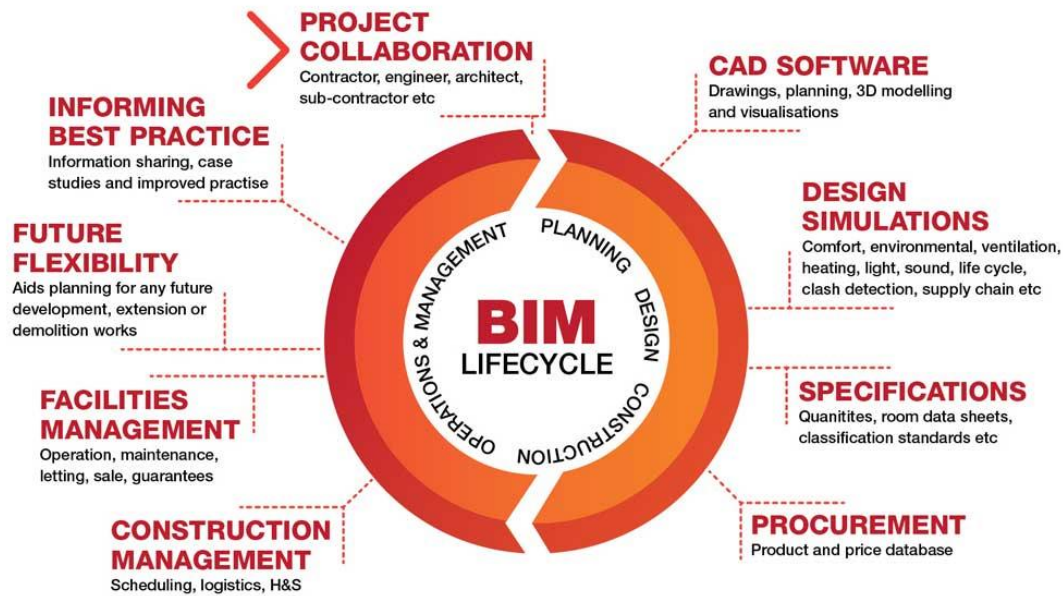 PROJECT
COLLABORATION
Contractor, engineer, architect,
sub-contractor etc
CAD SOFTWARE
Drawings, planning, 3D modelling
and visualisations
DESIGN
SIMULATIONS
Comfort, environmental, ventilation,
heating, light, sound, life cycle,
clash detection, supply chain etc
SPECIFICATIONS
Quanitites, room data sheets,
classification standards etc
PROCUREMENT
Product and price database
CONSTRUCTION
MANAGEMENT
Scheduling, logistics, H&S
FACILITIES
MANAGEMENT
Operation, maintenance,
letting, sale, guarantees
FUTURE
FLEXIBILITY
Aids planning for any future
development, extension or
demolition works
INFORMING
BEST PRACTICE
Information sharing, case
studies and improved practise
PLANNING
DESIGN
CONSTRUCTION
OPERATIONS & MANAGEMENT
BIM
LIFECYCLE